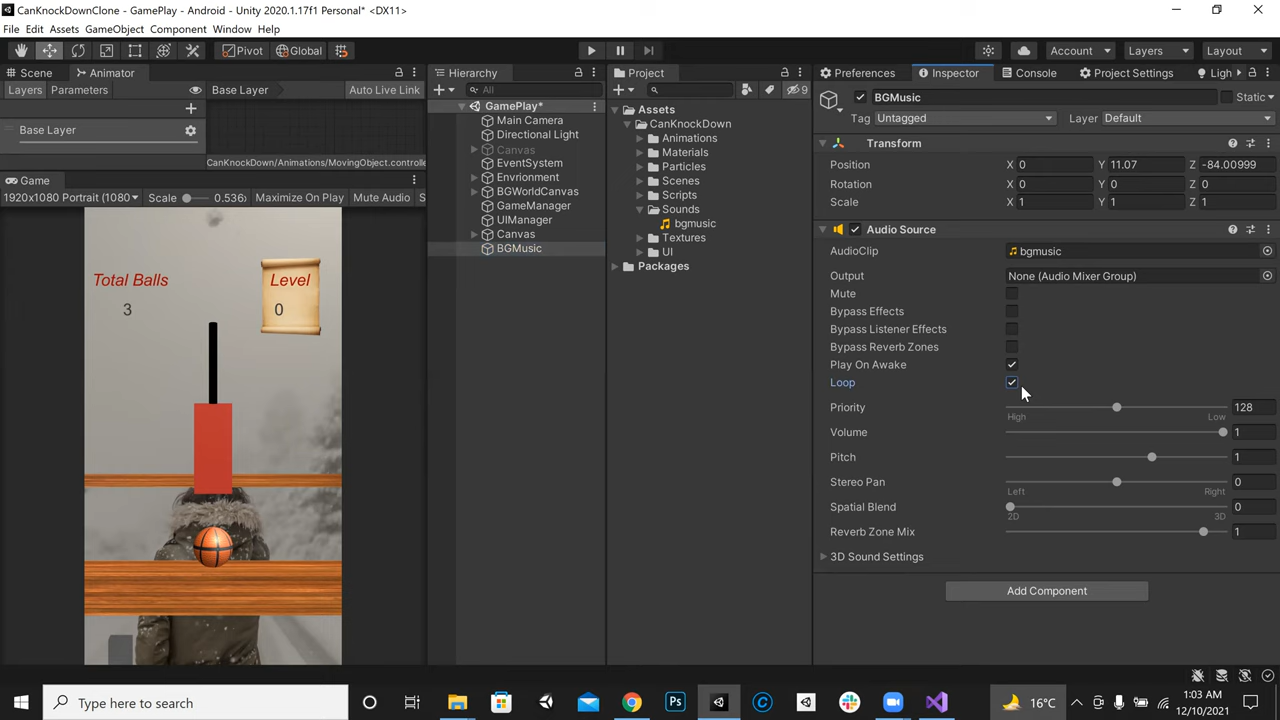 CanKnockDownClone - GamePlay - Android - Unity 2020.1.17f1 Personal* <DX11>
File Edit Assets GameObject Component Window Help
Pivot Global Account Layers Layout
Scene Animator Hierarchy Project Preferences Inspector Console Project Settings Ligh
Layers Parameters Base Layer Auto Live Link All 9 BGMusic Static
Tag Untagged Layer Default
Base Layer
CanKnockDown/Animations/MovingObject.controlle
Game
1920x1080 Portrait (1080 Scale 0.536 Maximize On Play Mute Audio S
Total Balls
3
Level
0
GamePlay*
Main Camera
Directional Light
Canvas
EventSystem
Envrionment
BGWorldCanvas
GameManager
UIManager
Canvas
BGMusic
Assets
CanKnockDown
Animations
Materials
Particles
Scenes
Scripts
Sounds
bgmusic
Textures
UI
Packages
Transform
Position X 0 Y 11.07 Z -84.00999
Rotation X 0 Y 0 Z 0
Scale X 1 Y 1 Z 1
Audio Source
AudioClip bgmusic
Output None (Audio Mixer Group)
Mute
Bypass Effects
Bypass Listener Effects
Bypass Reverb Zones
Play On Awake
Loop
Priority 128
High Low
Volume 1
Pitch 1
Stereo Pan 0
Left Right
Spatial Blend 0
2D 3D
Reverb Zone Mix 1
3D Sound Settings
Add Component
Type here to search
Ps
16°C
1:03 AM
12/10/2021